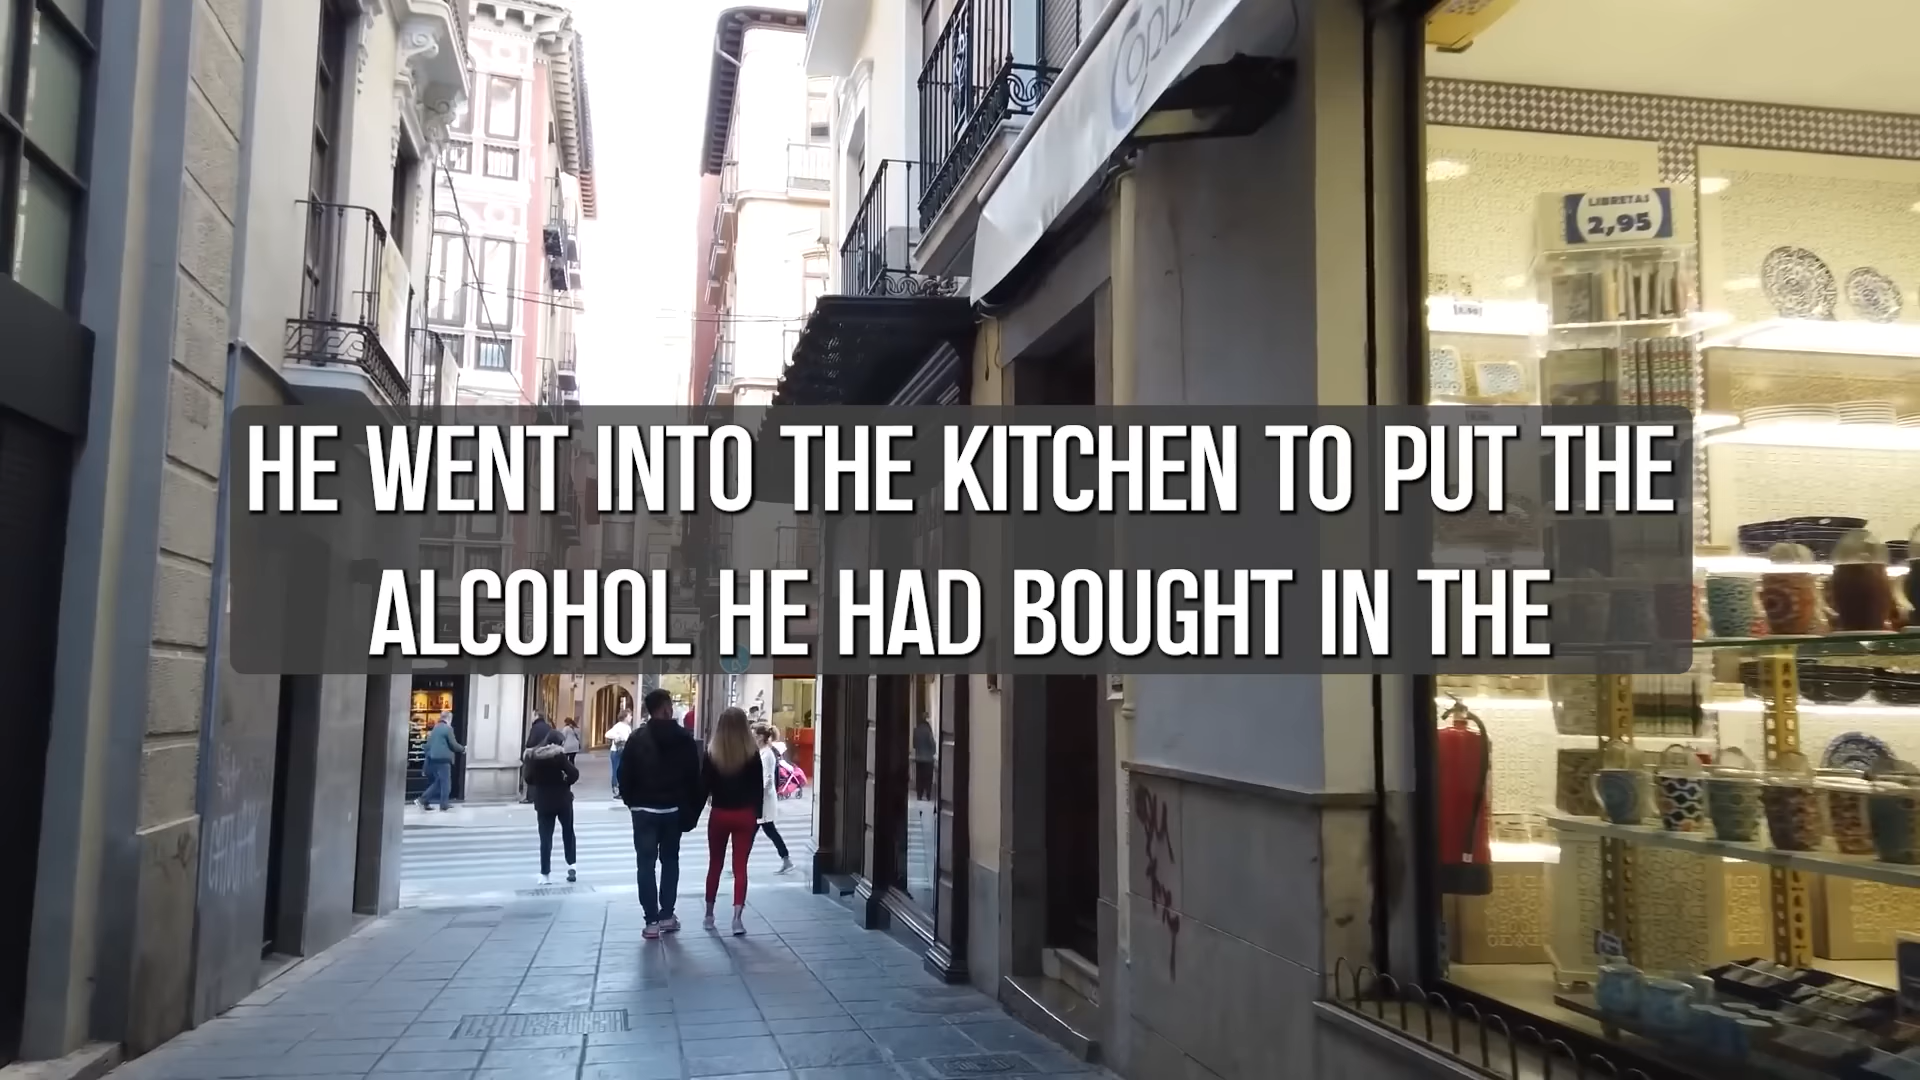 LIBRETAS
2,95
HE WENT INTO THE KITCHEN TO PUT THE
ALCOHOL HE HAD BOUGHT IN THE